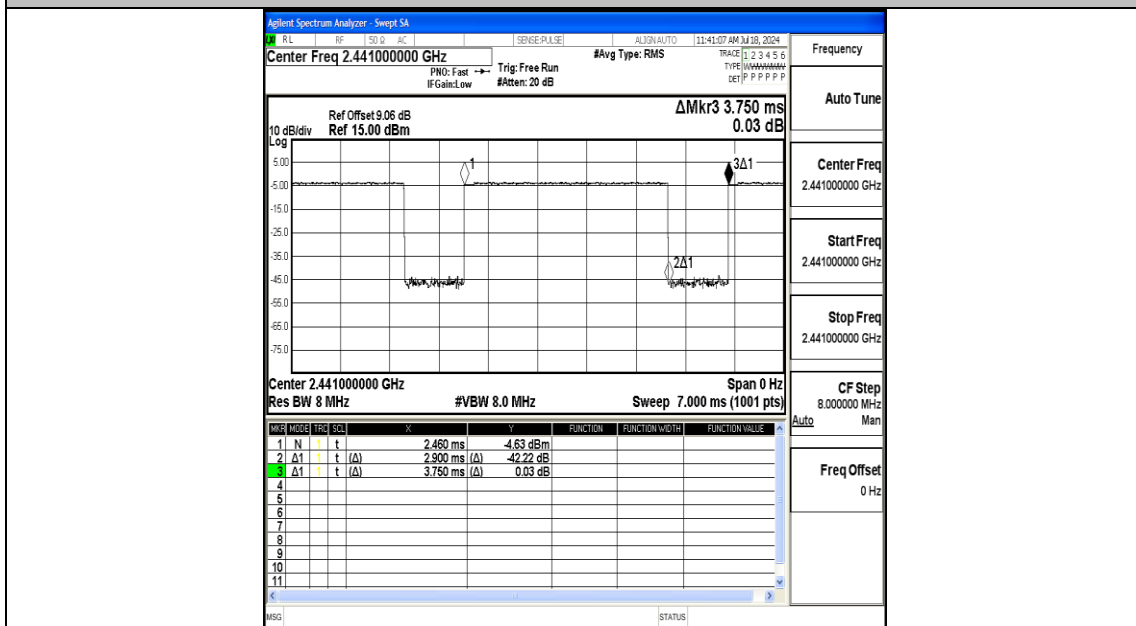 Agilent Spectrum Analyzer - Swept SA
RL RF 50 Ω AC SENSE:PULSE ALIGN AUTO 11:41:07 AM Jul 18, 2024
Center Freq 2.441000000 GHz
PNO: Fast
IFGain:Low
Trig: Free Run
#Atten: 20 dB
#Avg Type: RMS
TRACE 1 2 3 4 5 6
TYPE
DET P P P P P P
ΔMkr3 3.750 ms
0.03 dB
Ref Offset 9.06 dB
10 dB/div Ref 15.00 dBm
Log
5.00
-5.00
-15.0
-25.0
-35.0
-45.0
-55.0
-65.0
-75.0
1
3Δ1
2Δ1
Center 2.441000000 GHz Span 0 Hz
Res BW 8 MHz #VBW 8.0 MHz Sweep 7.000 ms (1001 pts)
MKR MODE TRC SCL X Y FUNCTION FUNCTION WIDTH FUNCTION VALUE
1 N 1 t 2.460 ms -4.63 dBm
2 Δ1 1 t (Δ) 2.900 ms (Δ) -42.22 dB
3 Δ1 1 t (Δ) 3.750 ms (Δ) 0.03 dB
4
5
6
7
8
9
10
11
MSG STATUS
Frequency
Auto Tune
Center Freq
2.441000000 GHz
Start Freq
2.441000000 GHz
Stop Freq
2.441000000 GHz
CF Step
8.000000 MHz
Auto Man
Freq Offset
0 Hz